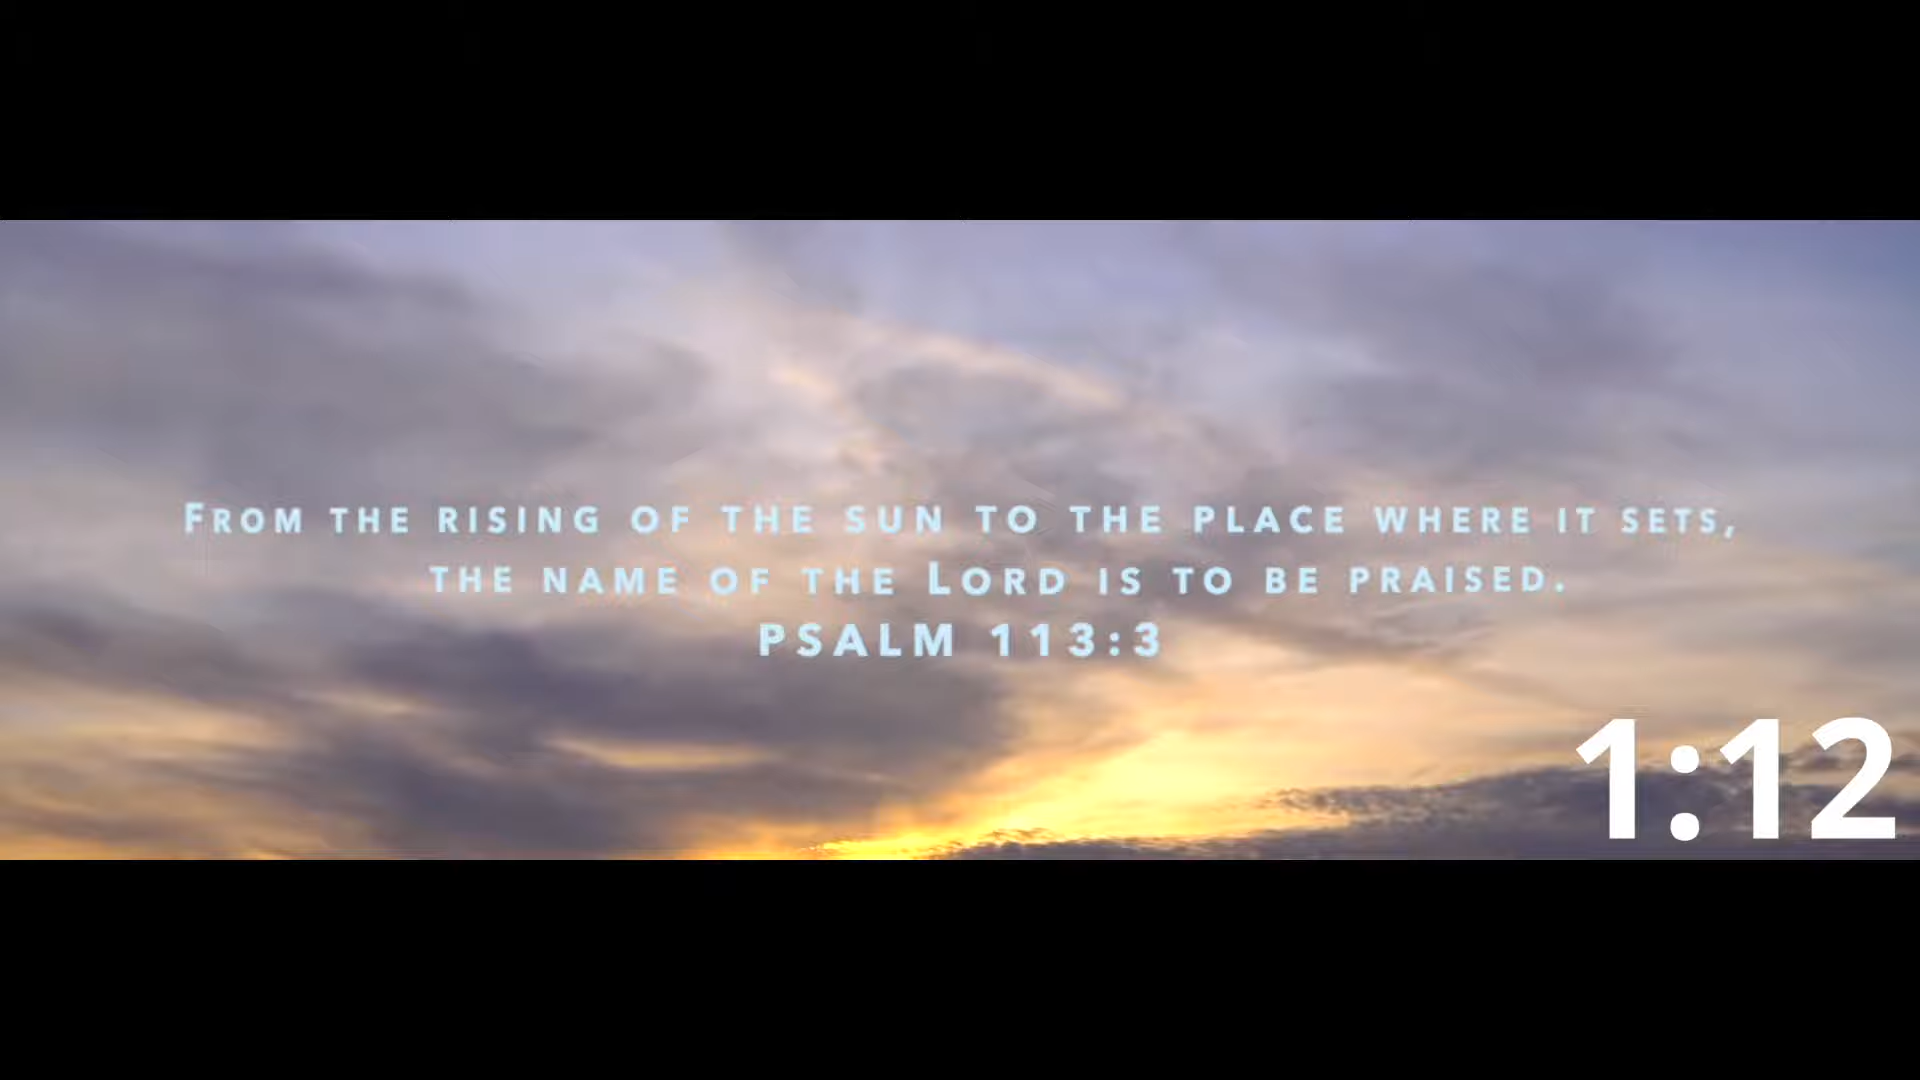 From the rising of the sun to the place where it sets,
the name of the Lord is to be praised.
PSALM 113:3
1:12